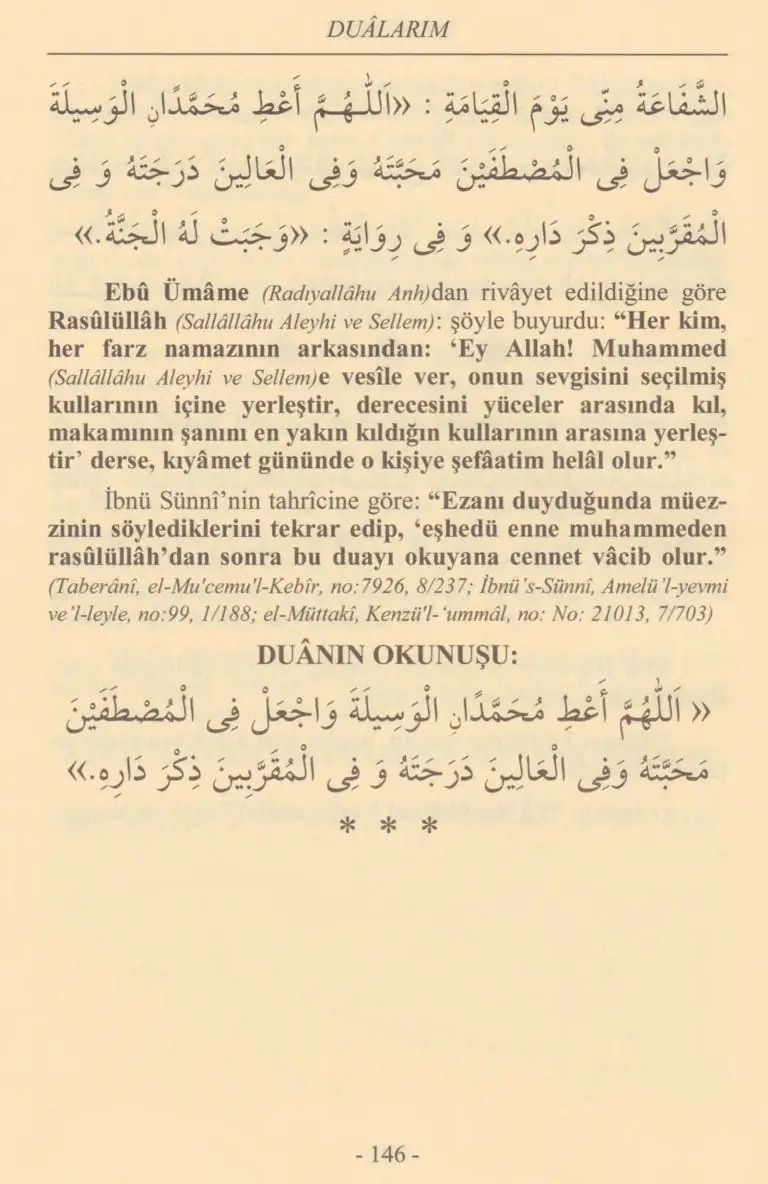 DUÂLARIM
الشَّفَاعَةُ مِنِّى يَوْمَ الْقِيَامَةِ : «اَللّٰهُمَّ أَعْطِ مُحَمَّدًانِ الْوَسِيلَةَ
وَاجْعَلْ فِى الْمُصْطَفَيْنَ مَحَبَّتَهُ وَفِى الْعَالِينَ دَرَجَتَهُ وَ فِى
الْمُقَرَّبِينَ ذِكْرَ دَارِهِ.» وَ فِى رِوَايَةٍ : «وَجَبَتْ لَهُ الْجَنَّةُ.»
Ebû Ümâme (Radıyallâhu Anh)dan rivâyet edildiğine göre
Rasûlüllâh (Sallâllâhu Aleyhi ve Sellem): şöyle buyurdu: “Her kim,
her farz namazının arkasından: ‘Ey Allah! Muhammed
(Sallâllâhu Aleyhi ve Sellem)e vesîle ver, onun sevgisini seçilmiş
kullarının içine yerleştir, derecesini yüceler arasında kıl,
makamının şanını en yakın kıldığın kullarının arasına yerleş-
tir’ derse, kıyâmet gününde o kişiye şefâatim helâl olur.”
İbnü Sünnî’nin tahrîcine göre: “Ezanı duyduğunda müez-
zinin söylediklerini tekrar edip, ‘eşhedü enne muhammeden
rasûlüllâh’dan sonra bu duayı okuyana cennet vâcib olur.”
(Taberânî, el-Mu'cemu'l-Kebîr, no:7926, 8/237; İbnü’s-Sünnî, Amelü’l-yevmi
ve’l-leyle, no:99, 1/188; el-Müttakî, Kenzü'l-‘ummâl, no: No: 21013, 7/703)
DUÂNIN OKUNUŞU:
« اَللّٰهُمَّ أَعْطِ مُحَمَّدًانِ الْوَسِيلَةَ وَاجْعَلْ فِى الْمُصْطَفَيْنَ
مَحَبَّتَهُ وَفِى الْعَالِينَ دَرَجَتَهُ وَ فِى الْمُقَرَّبِينَ ذِكْرَ دَارِهِ.»
* * *
- 146 -